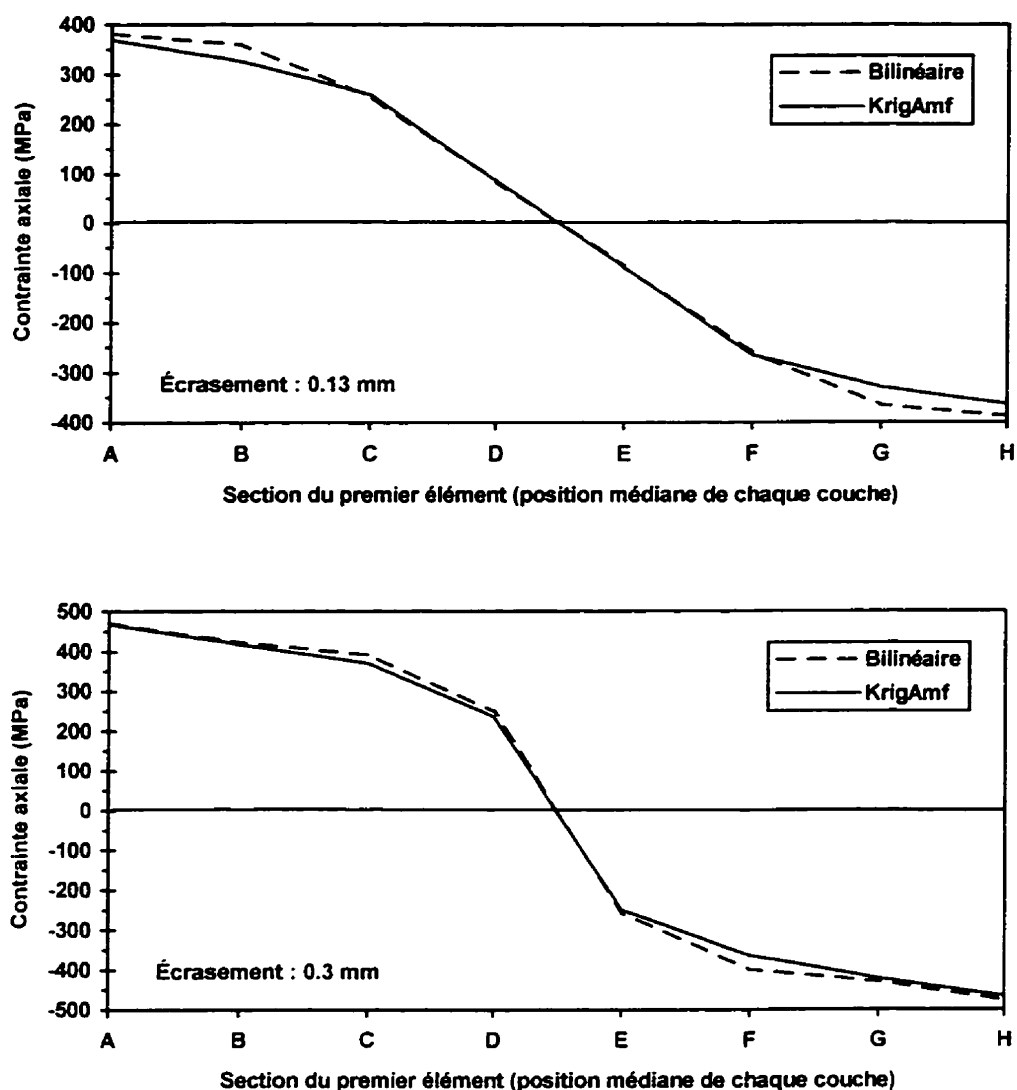 400
300
200
100
0
-100
-200
-300
-400
Contrainte axiale (MPa)
Bilinéaire
KrigAmf
Écrasement : 0.13 mm
A B C D E F G H
Section du premier élément (position médiane de chaque couche)
500
400
300
200
100
0
-100
-200
-300
-400
-500
Contrainte axiale (MPa)
Bilinéaire
KrigAmf
Écrasement : 0.3 mm
A B C D E F G H
Section du premier élément (position médiane de chaque couche)